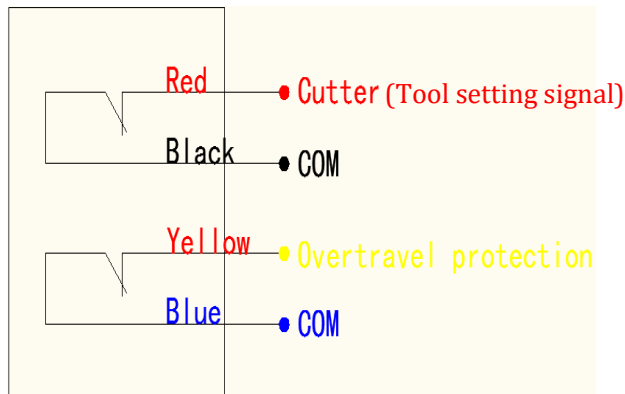 Red Cutter (Tool setting signal)
Black COM
Yellow Overtravel protection
Blue COM